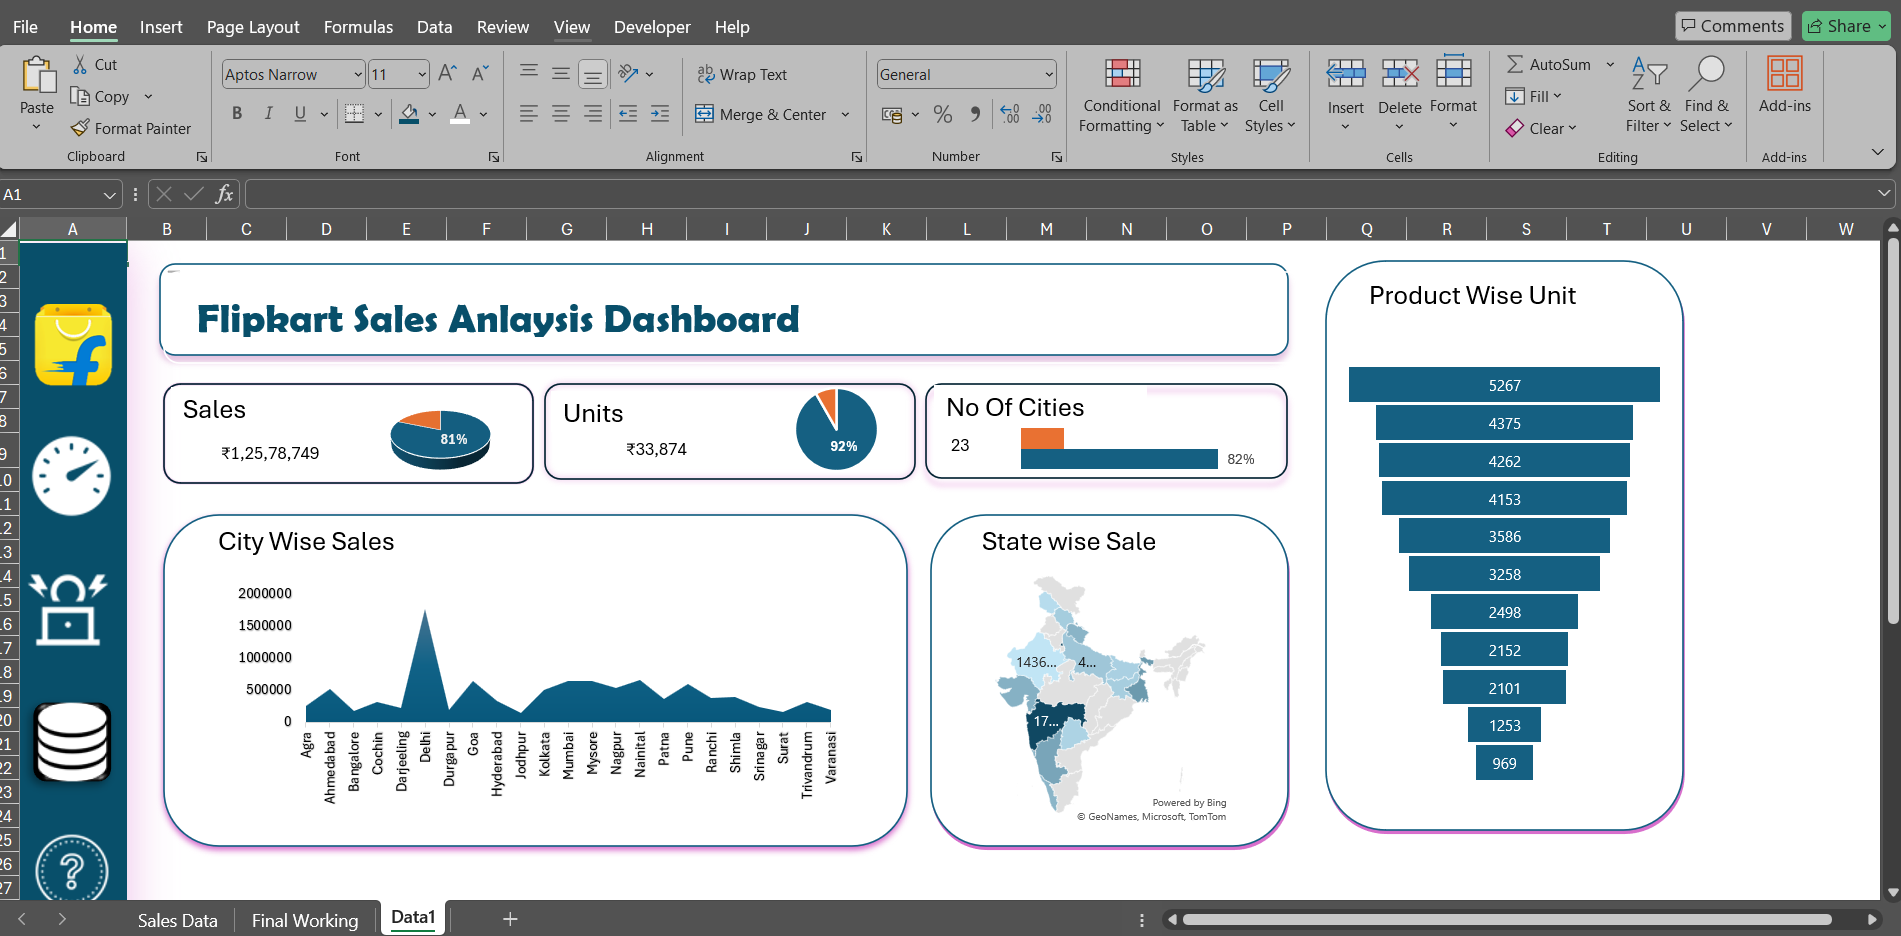 File Home Insert Page Layout Formulas Data Review View Developer Help Comments Share
Paste
Cut
Copy
Format Painter
Clipboard
Aptos Narrow 11
B I U A
Font
Wrap Text
Merge & Center
Alignment
General
% .00
Number
Conditional Formatting
Format as Table
Cell Styles
Styles
Insert Delete Format
Cells
AutoSum
Fill
Clear
Sort & Filter
Find & Select
Editing
Add-ins
Add-ins
A1 fx
A B C D E F G H I J K L M N O P Q R S T U V W
Flipkart Sales Anlaysis Dashboard
Sales
₹1,25,78,749
81%
Units
₹33,874
92%
No Of Cities
23
82%
City Wise Sales
2000000
1500000
1000000
500000
0
Agra
Ahmedabad
Bangalore
Cochin
Darjeeling
Delhi
Durgapur
Goa
Hyderabad
Jodhpur
Kolkata
Mumbai
Mysore
Nagpur
Nainital
Patna
Pune
Ranchi
Shimla
Srinagar
Surat
Trivandrum
Varanasi
State wise Sale
1436...
4...
17...
Powered by Bing
© GeoNames, Microsoft, TomTom
Product Wise Unit
5267
4375
4262
4153
3586
3258
2498
2152
2101
1253
969
Sales Data Final Working Data1